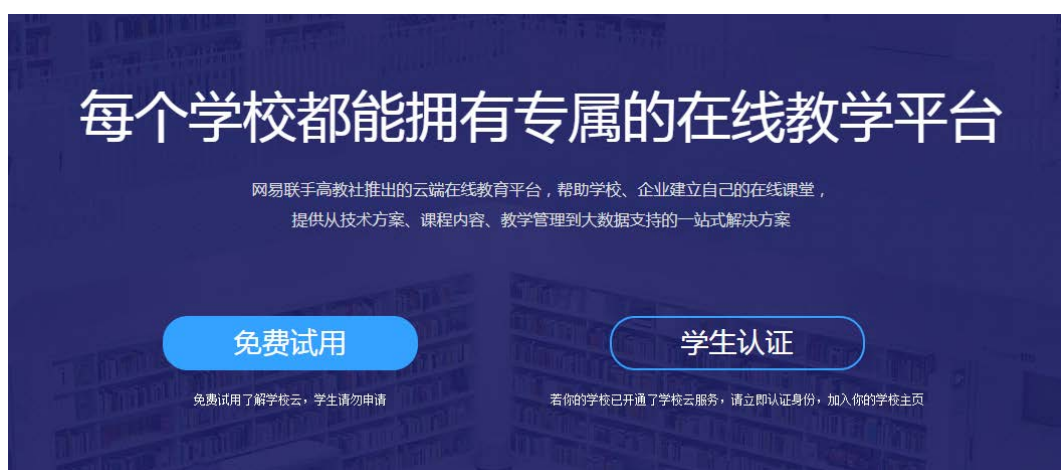 每个学校都能拥有专属的在线教学平台
网易联手高教社推出的云端在线教育平台，帮助学校、企业建立自己的在线课堂，
提供从技术方案、课程内容、教学管理到大数据支持的一站式解决方案
免费试用
学生认证
免费试用了解学校云，学生请勿申请
若你的学校已开通了学校云服务，请立即认证身份，加入你的学校主页